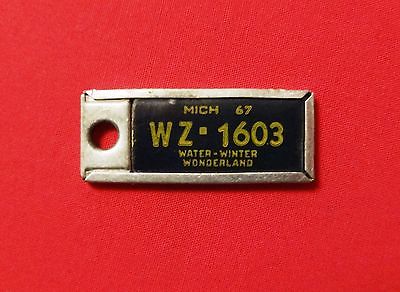 MICH 67
WZ▪1603
WATER-WINTER
WONDERLAND